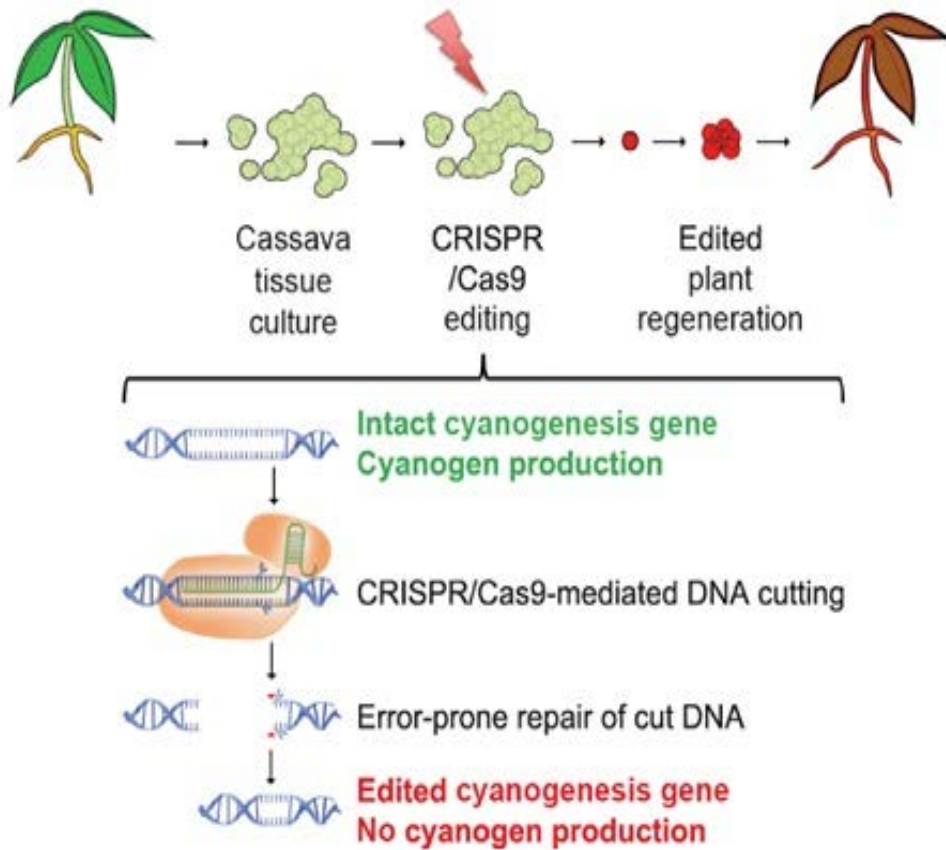 Cassava
tissue
culture
CRISPR
/Cas9
editing
Edited
plant
regeneration
Intact cyanogenesis gene
Cyanogen production
CRISPR/Cas9-mediated DNA cutting
Error-prone repair of cut DNA
Edited cyanogenesis gene
No cyanogen production